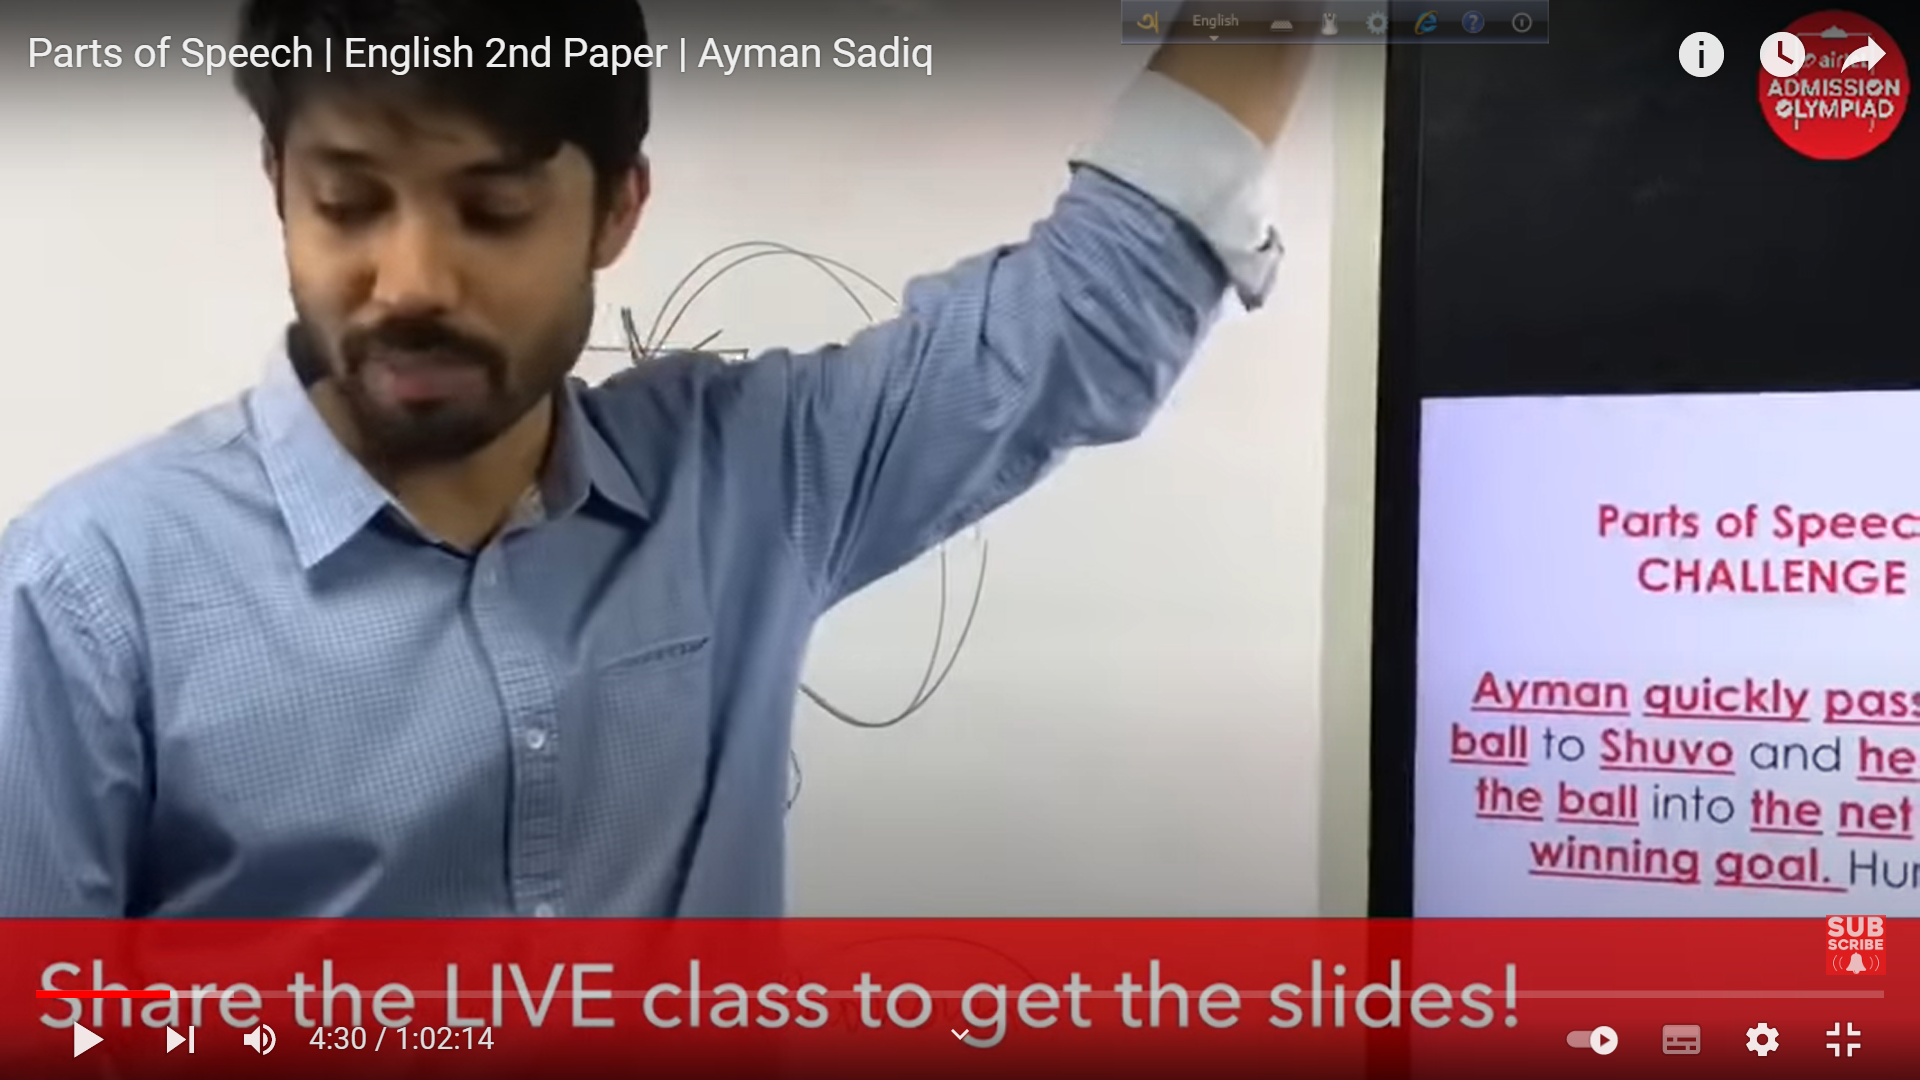 Parts of Speech | English 2nd Paper | Ayman Sadiq
English
airtel
ADMISSION
OLYMPIAD
Parts of Speec
CHALLENGE
Ayman quickly pass
ball to Shuvo and he
the ball into the net
winning goal. Hur
SUB
SCRIBE
Share the LIVE class to get the slides!
4:30 / 1:02:14